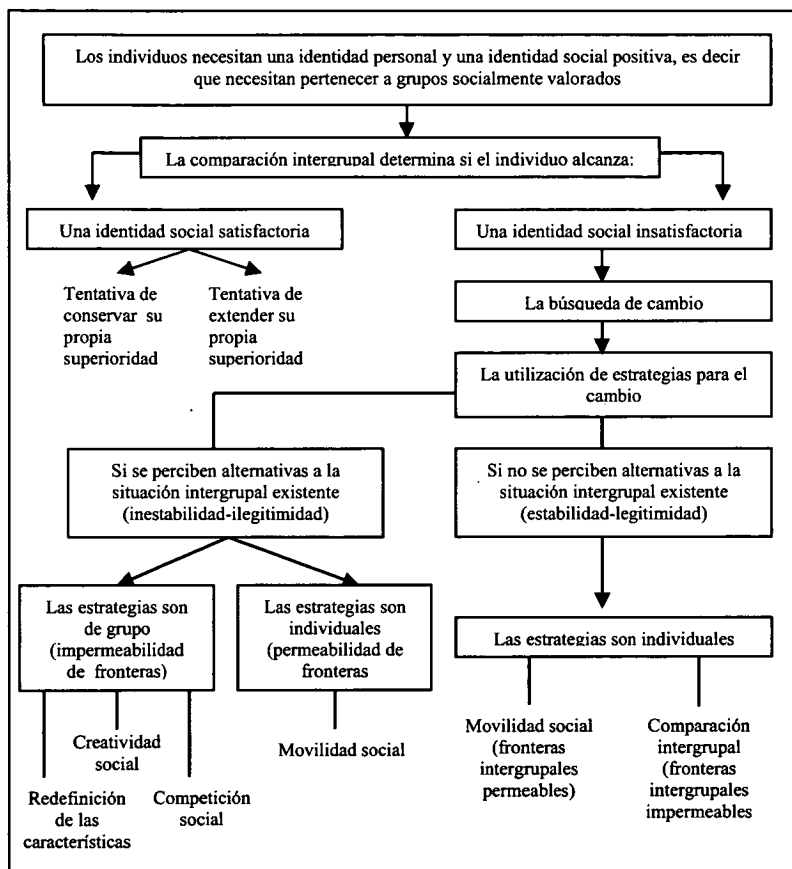 Los individuos necesitan una identidad personal y una identidad social positiva, es decir
que necesitan pertenecer a grupos socialmente valorados
La comparación intergrupal determina si el individuo alcanza:
Una identidad social satisfactoria
Una identidad social insatisfactoria
Tentativa de
conservar su
propia
superioridad
Tentativa de
extender su
propia
superioridad
La búsqueda de cambio
La utilización de estrategias para el
cambio
Si se perciben alternativas a la
situación intergrupal existente
(inestabilidad-ilegitimidad)
Si no se perciben alternativas a la
situación intergrupal existente
(estabilidad-legitimidad)
Las estrategias son
de grupo
(impermeabilidad
de fronteras)
Las estrategias son
individuales
(permeabilidad de
fronteras
Las estrategias son individuales
Creatividad
social
Redefinición
de las
características
Competición
social
Movilidad social
Movilidad social
(fronteras
intergrupales
permeables)
Comparación
intergrupal
(fronteras
intergrupales
impermeables